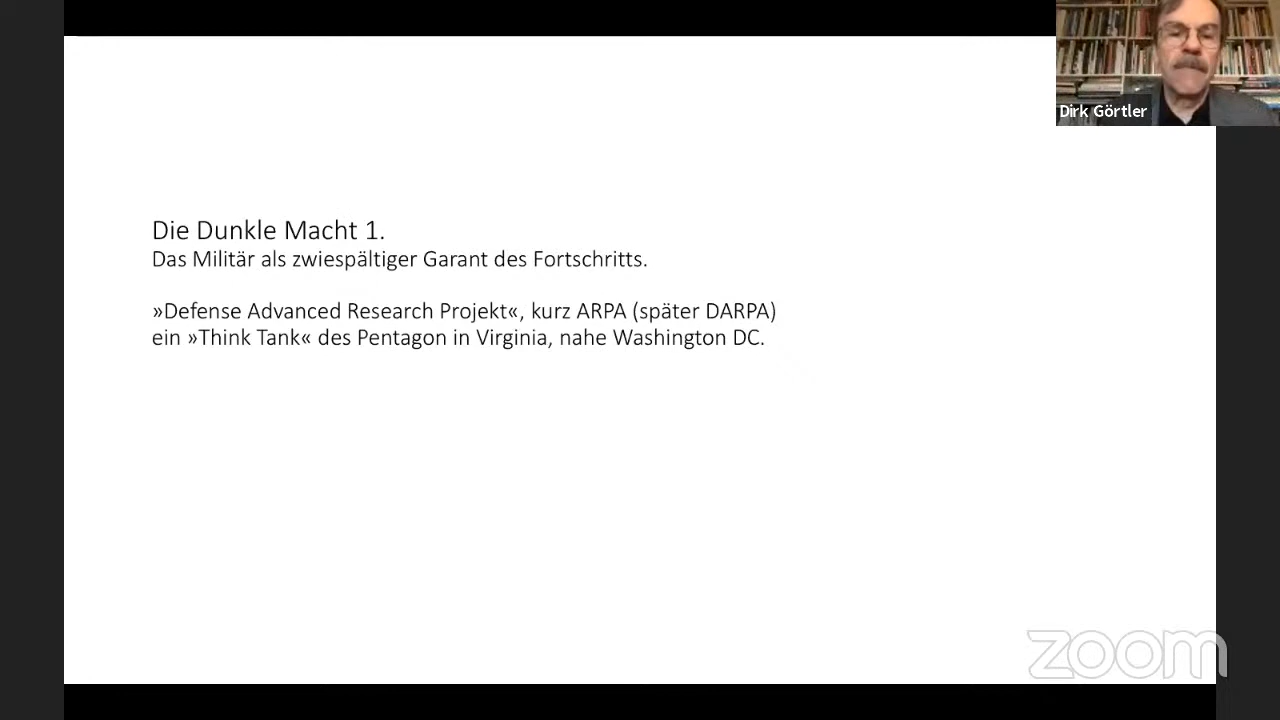 Dirk Görtler
Die Dunkle Macht 1.
Das Militär als zwiespältiger Garant des Fortschritts.
»Defense Advanced Research Projekt«, kurz ARPA (später DARPA)
ein »Think Tank« des Pentagon in Virginia, nahe Washington DC.
zoom